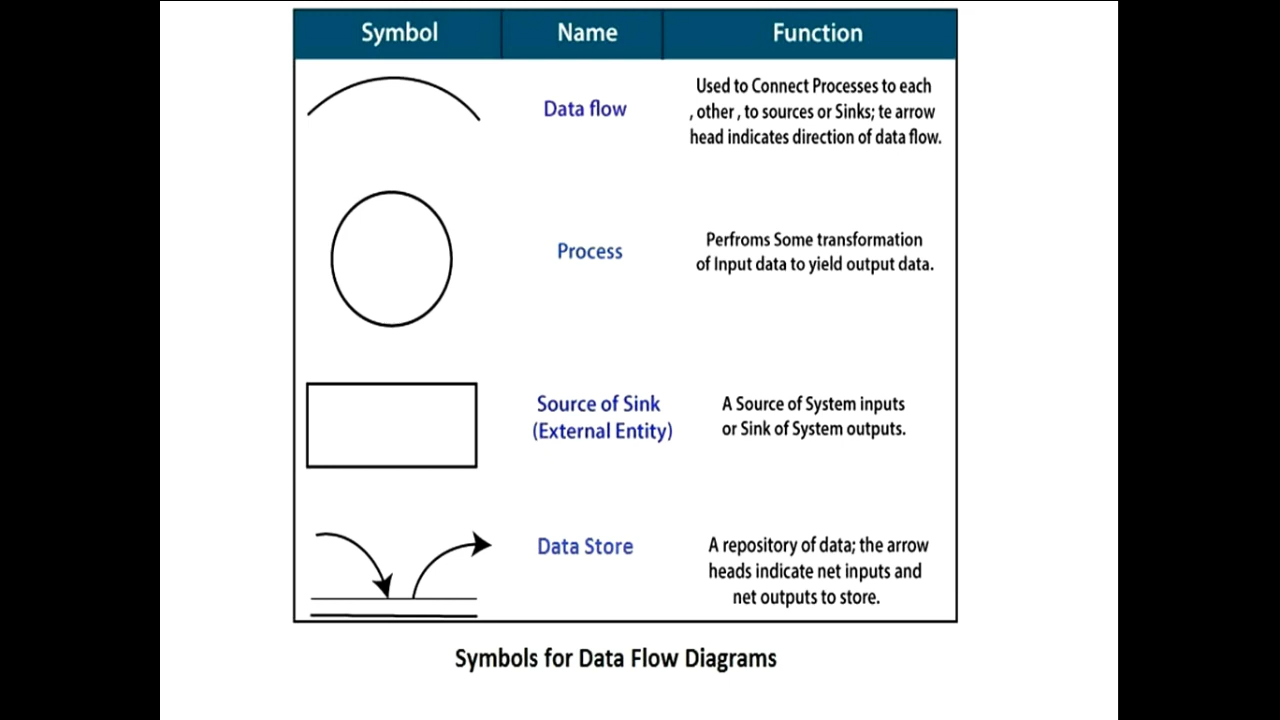 Symbol Name Function
Data flow
Used to Connect Processes to each
, other , to sources or Sinks; te arrow
head indicates direction of data flow.
Process
Perfroms Some transformation
of Input data to yield output data.
Source of Sink
(External Entity)
A Source of System inputs
or Sink of System outputs.
Data Store
A repository of data; the arrow
heads indicate net inputs and
net outputs to store.
Symbols for Data Flow Diagrams